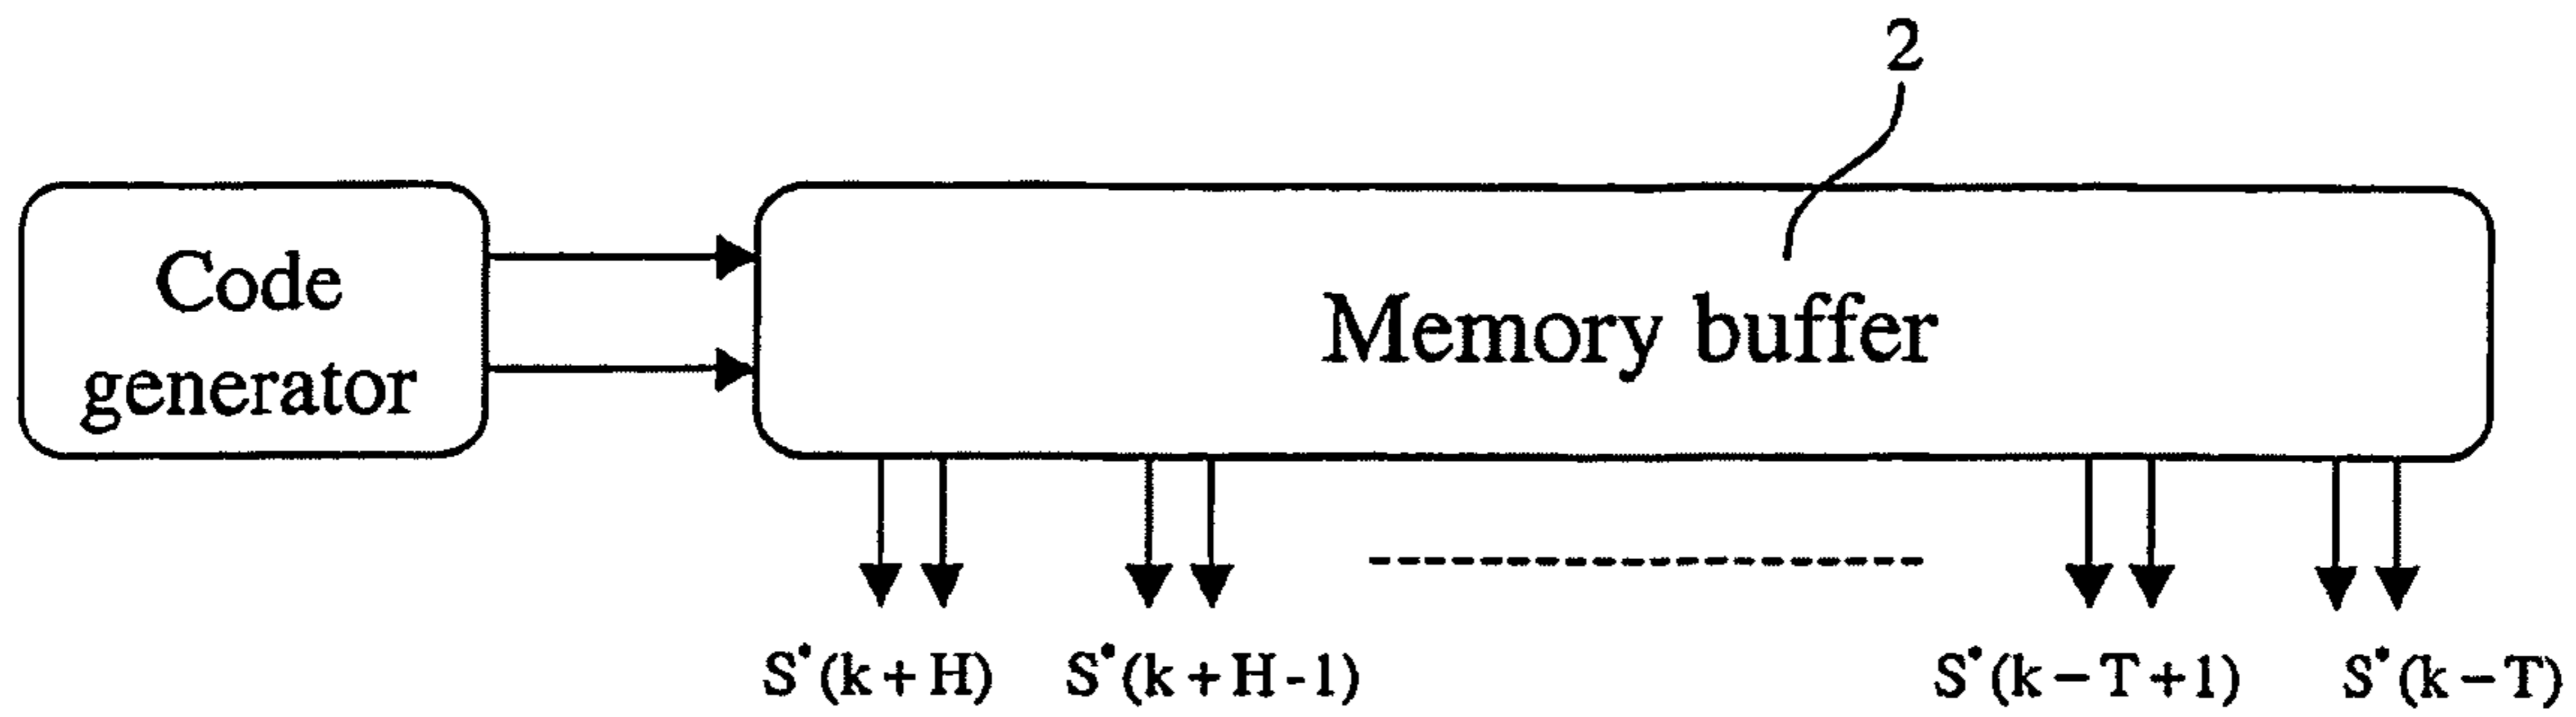 2
Code
generator
Memory buffer
S*(k+H) S*(k+H-1) S*(k-T+1) S*(k-T)